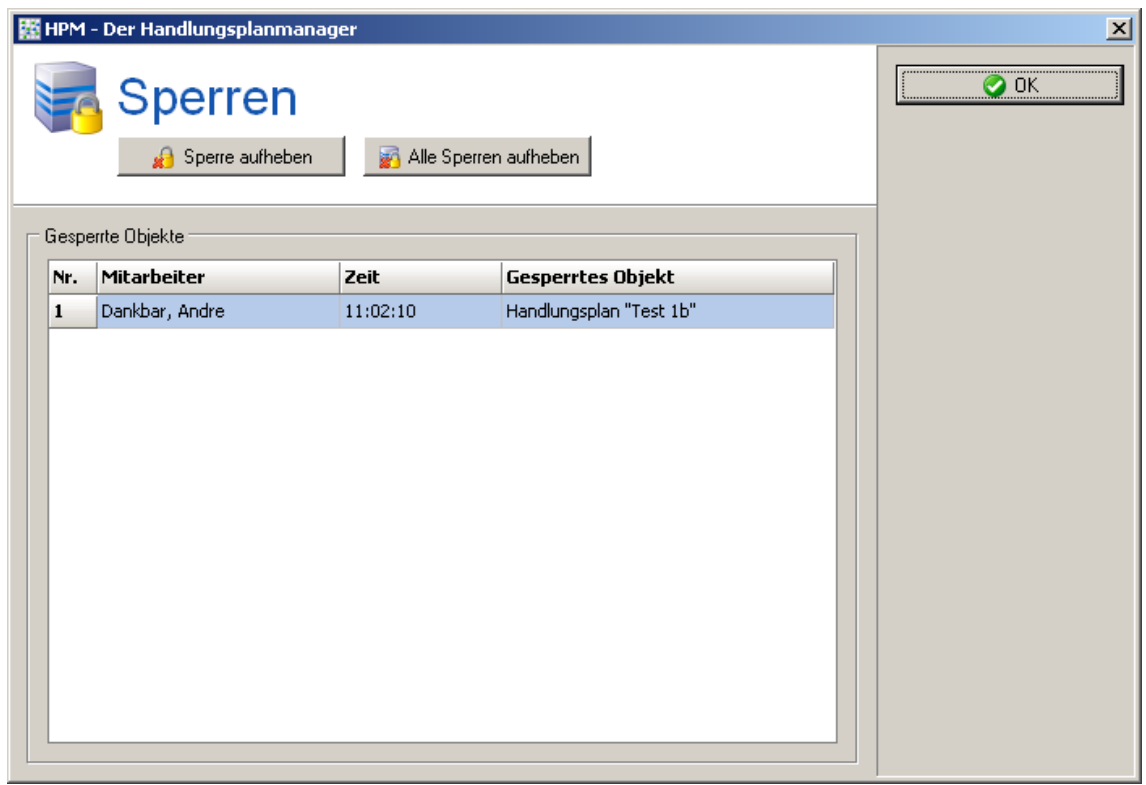 HPM - Der Handlungsplanmanager
Sperren
OK
Sperre aufheben Alle Sperren aufheben
Gesperrte Objekte
Nr. Mitarbeiter Zeit Gesperrtes Objekt
1 Dankbar, Andre 11:02:10 Handlungsplan "Test 1b"